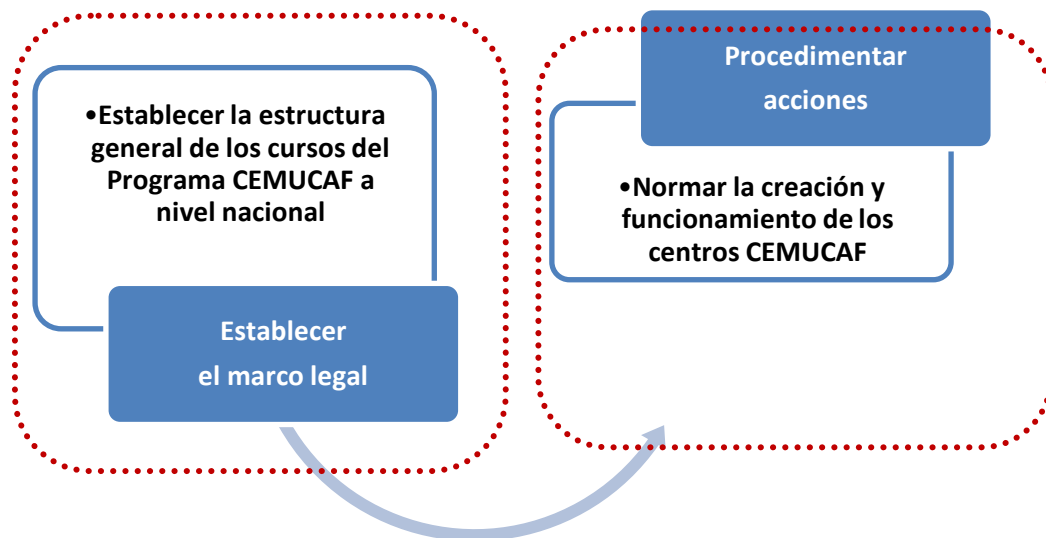 •Establecer la estructura
general de los cursos del
Programa CEMUCAF a
nivel nacional
Establecer
el marco legal
Procedimentar
acciones
•Normar la creación y
funcionamiento de los
centros CEMUCAF